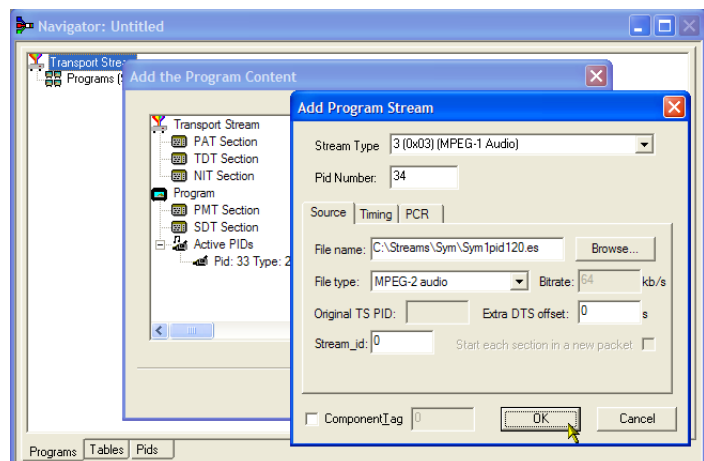 Navigator: Untitled
Transport Stre
Programs (
Add the Program Content
Transport Stream
PAT Section
TDT Section
NIT Section
Program
PMT Section
SDT Section
Active PIDs
Pid: 33 Type: 2
Add Program Stream
Stream Type 3 (0x03) (MPEG-1 Audio)
Pid Number: 34
Source Timing PCR
File name: C:\Streams\Sym\Sym1pid120.es Browse...
File type: MPEG-2 audio Bitrate: 64 kb/s
Original TS PID: Extra DTS offset: 0 s
Stream_id: 0 Start each section in a new packet
ComponentTag 0 OK Cancel
Programs Tables Pids